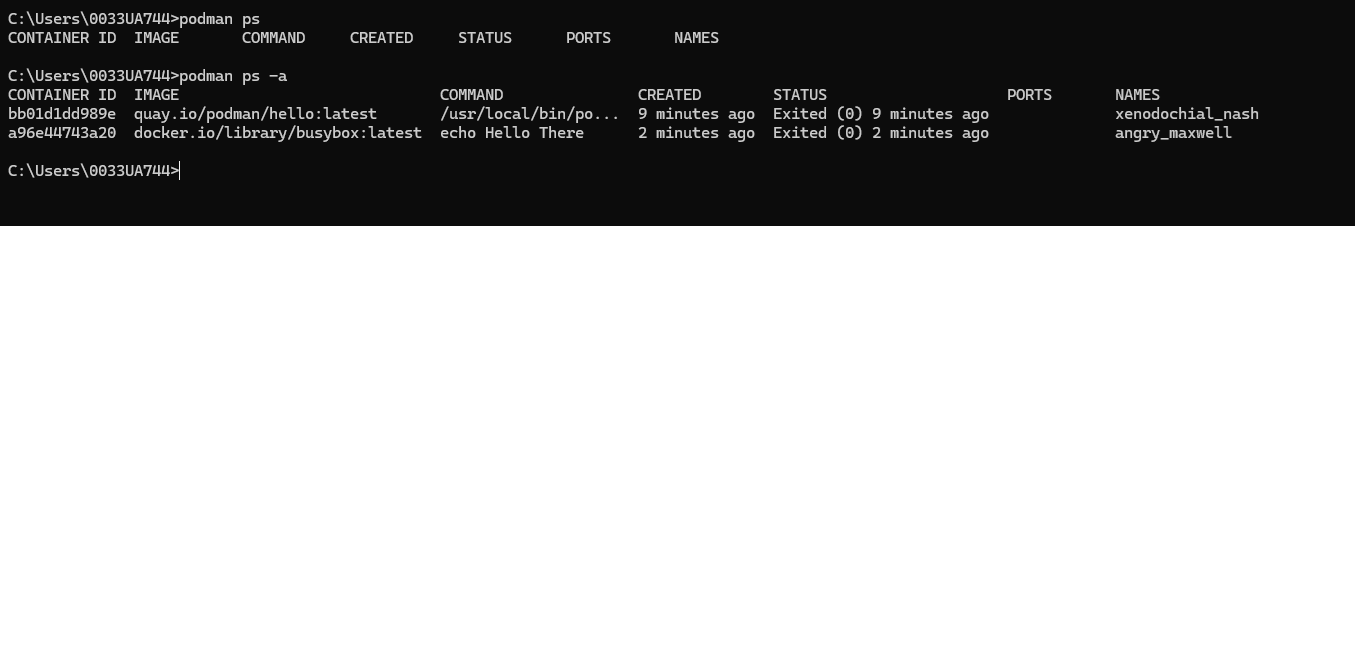 C:\Users\0033UA744>podman ps
CONTAINER ID  IMAGE       COMMAND     CREATED     STATUS      PORTS       NAMES
C:\Users\0033UA744>podman ps -a
CONTAINER ID  IMAGE                             COMMAND               CREATED        STATUS                    PORTS       NAMES
bb01d1dd989e  quay.io/podman/hello:latest       /usr/local/bin/po...  9 minutes ago  Exited (0) 9 minutes ago              xenodochial_nash
a96e44743a20  docker.io/library/busybox:latest  echo Hello There      2 minutes ago  Exited (0) 2 minutes ago              angry_maxwell
C:\Users\0033UA744>